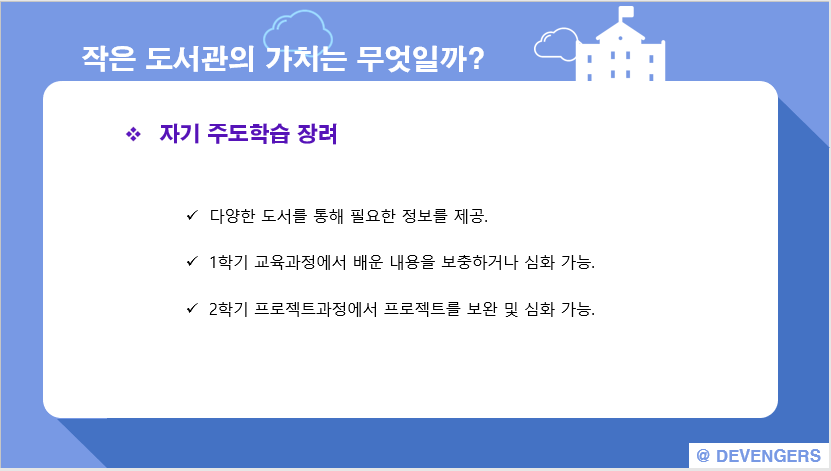 작은 도서관의 가치는 무엇일까?
❖ 자기 주도학습 장려
✓ 다양한 도서를 통해 필요한 정보를 제공.
✓ 1학기 교육과정에서 배운 내용을 보충하거나 심화 가능.
✓ 2학기 프로젝트과정에서 프로젝트를 보완 및 심화 가능.
@ DEVENGERS